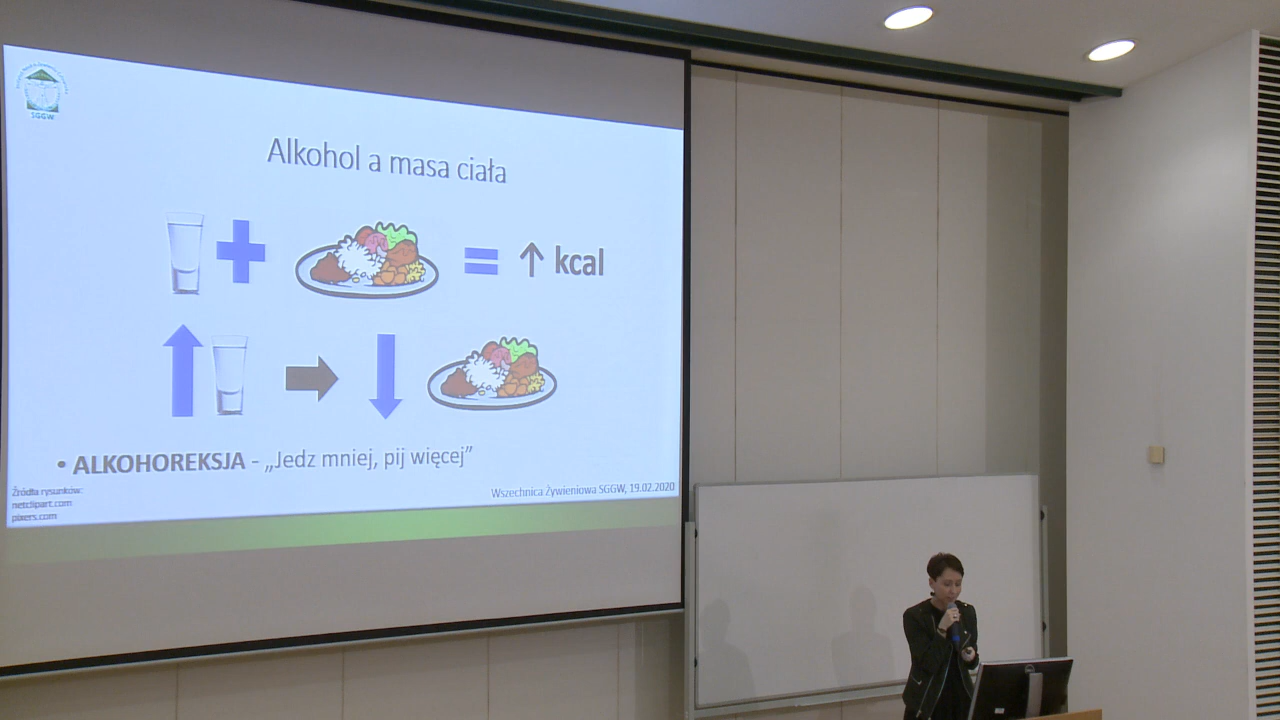 SGGW
Alkohol a masa ciała
↑ kcal
• ALKOHOREKSJA - „Jedz mniej, pij więcej”
Źródła rysunków:
netclipart.com
pixers.com
Wszechnica Żywieniowa SGGW, 19.02.2020